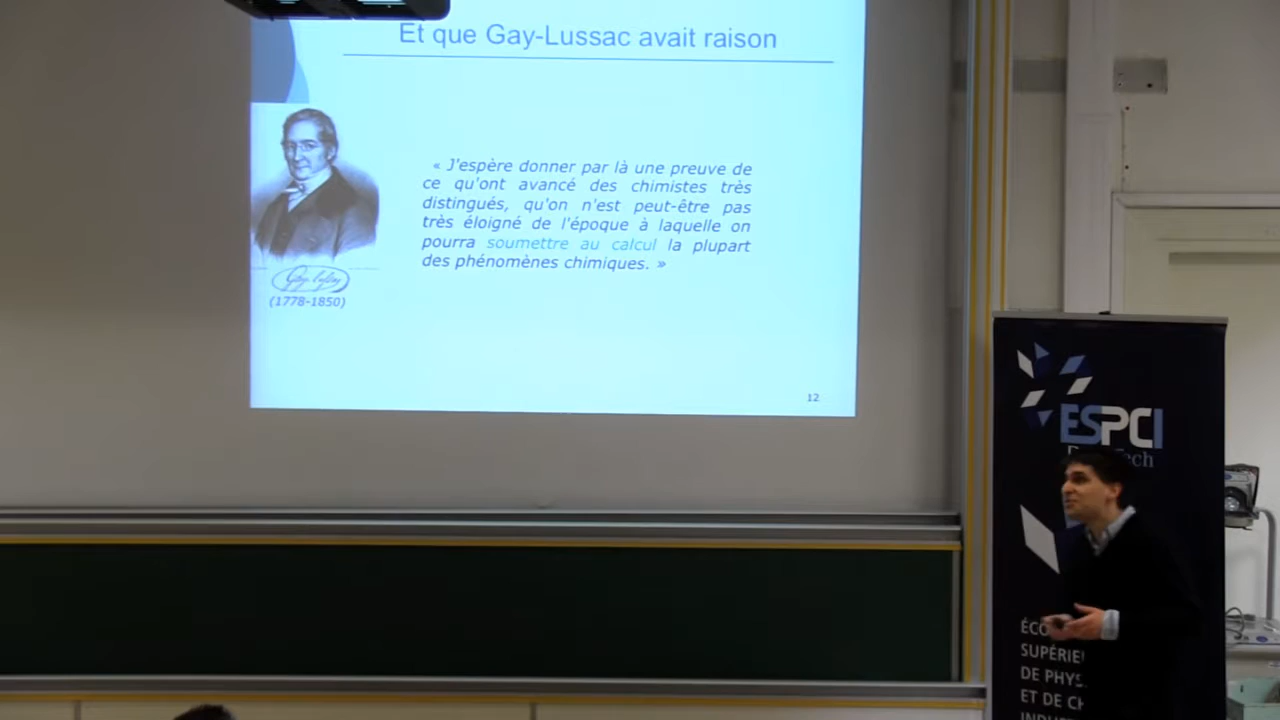 Et que Gay-Lussac avait raison
« J'espère donner par là une preuve de
ce qu'ont avancé des chimistes très
distingués, qu'on n'est peut-être pas
très éloigné de l'époque à laquelle on
pourra soumettre au calcul la plupart
des phénomènes chimiques. »
(1778-1850)
12
ESPCI
ÉCO
SUPÉRIE
DE PHYS
ET DE CH